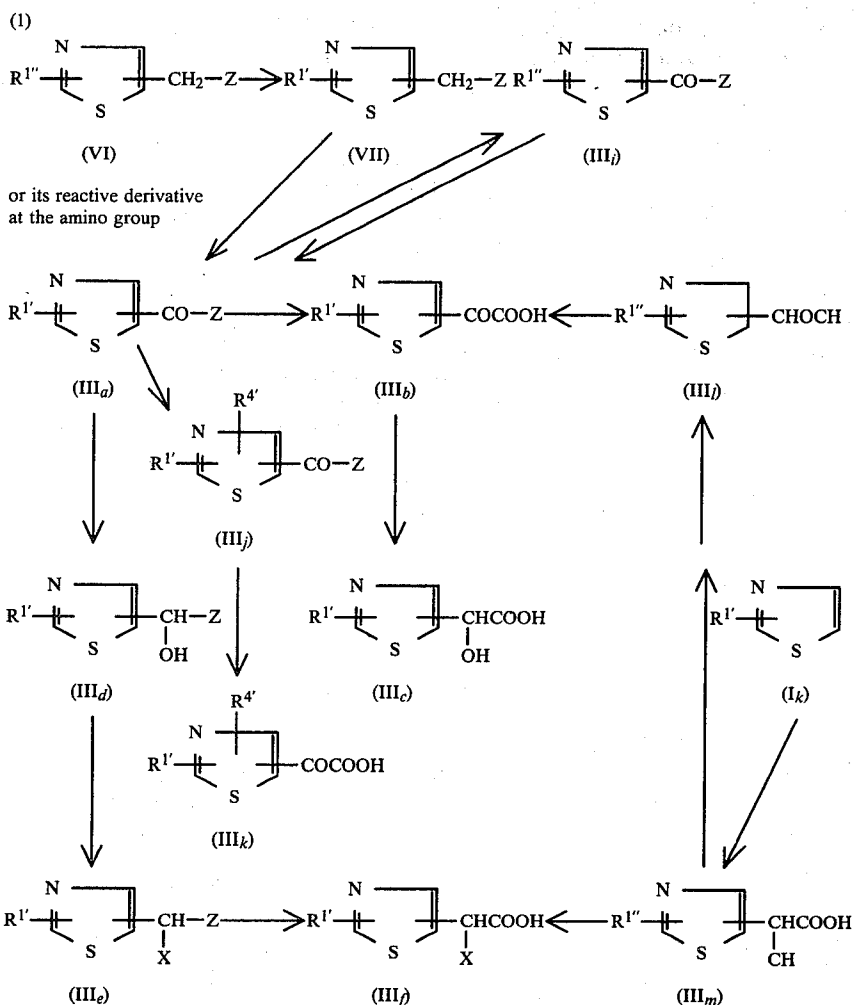 (1)
N N N
R1'' CH2—Z R1' CH2—Z R1'' CO—Z
S S S
(VI) (VII) (IIIi)
or its reactive derivative
at the amino group
N N N
R1' CO—Z R1' COCOOH R1'' CHOCH
S S S
(IIIa) (IIIb) (IIIl)
R4'
N
R1' CO—Z
S
(IIIj)
N N N
R1' CH—Z R1' CHCOOH R1'
S OH S OH S
(IIId) (IIIc) (Ik)
R4'
N
R1' COCOOH
S
(IIIk)
N N N
R1' CH—Z R1' CHCOOH R1'' CHCOOH
S X S X S CH
(IIIe) (IIIf) (IIIm)